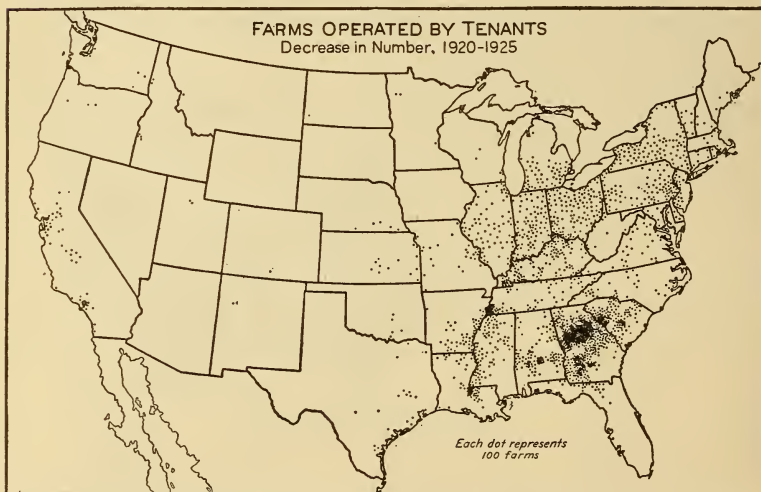 FARMS OPERATED BY TENANTS
Decrease in Number, 1920-1925
Each dot represents
100 farms